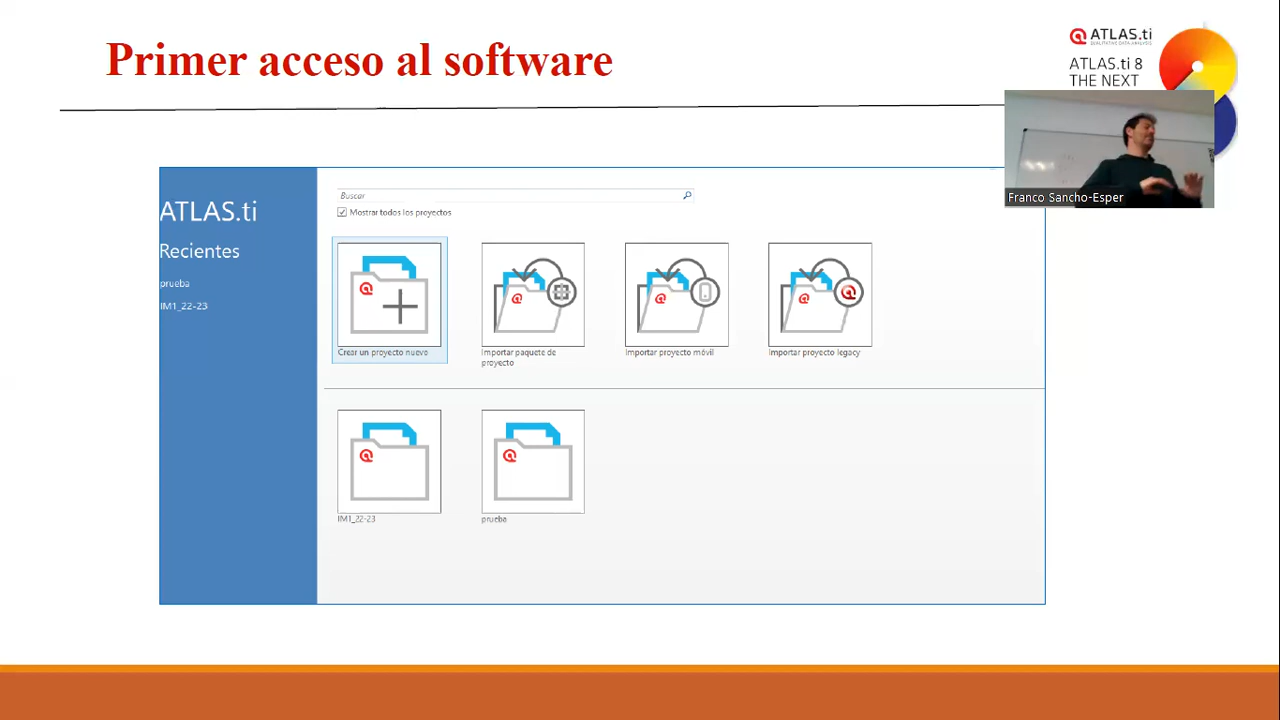 Primer acceso al software
ATLAS.ti
QUALITATIVE DATA ANALYSIS
ATLAS.ti 8
THE NEXT
Franco Sancho-Esper
ATLAS.ti
Recientes
prueba
IM1_22-23
Buscar
Mostrar todos los proyectos
Crear un proyecto nuevo
Importar paquete de
proyecto
Importar proyecto móvil
Importar proyecto legacy
IM1_22-23
prueba